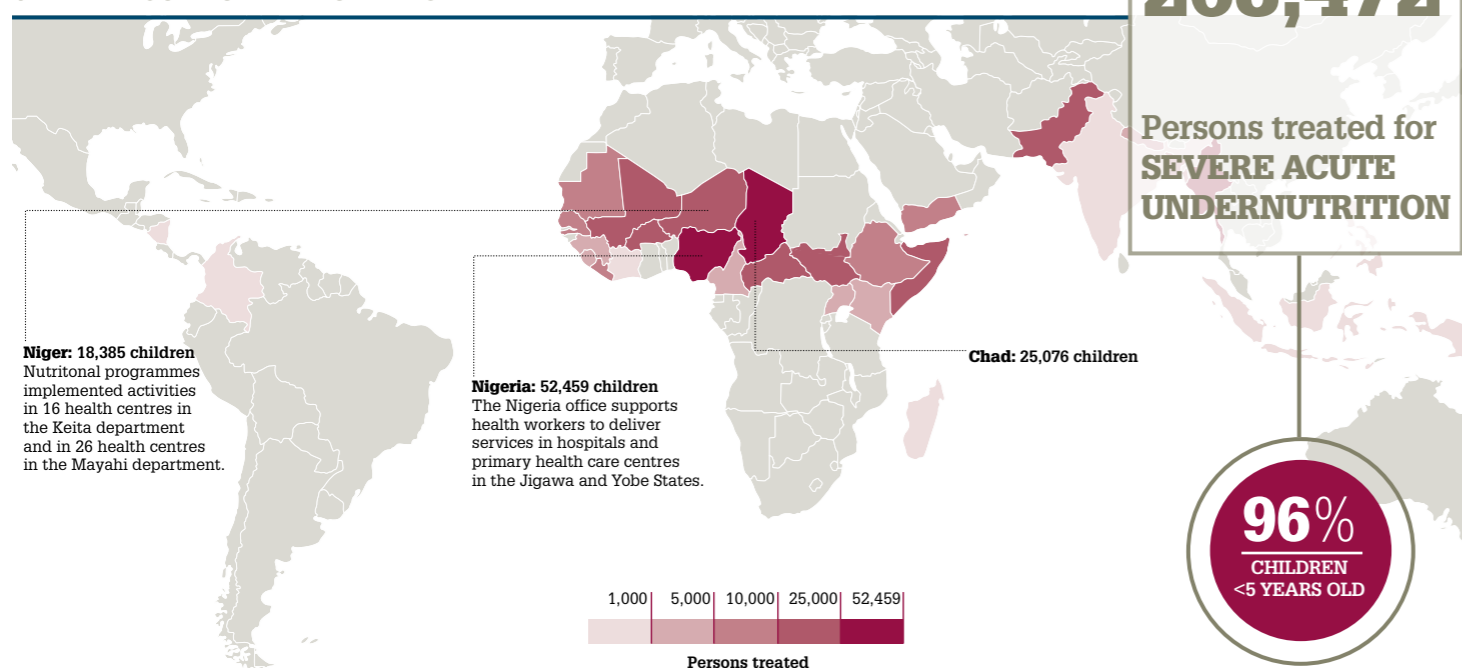 Persons treated for
SEVERE ACUTE
UNDERNUTRITION
Niger: 18,385 children
Nutritonal programmes
implemented activities
in 16 health centres in
the Keita department
and in 26 health centres
in the Mayahi department.
Nigeria: 52,459 children
The Nigeria office supports
health workers to deliver
services in hospitals and
primary health care centres
in the Jigawa and Yobe States.
Chad: 25,076 children
96%
CHILDREN
<5 YEARS OLD
1,000 5,000 10,000 25,000 52,459
Persons treated